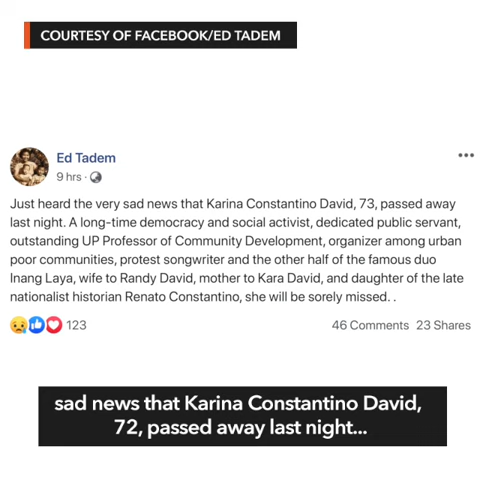 COURTESY OF FACEBOOK/ED TADEM
Ed Tadem
9 hrs ·
Just heard the very sad news that Karina Constantino David, 73, passed away
last night. A long-time democracy and social activist, dedicated public servant,
outstanding UP Professor of Community Development, organizer among urban
poor communities, protest songwriter and the other half of the famous duo
Inang Laya, wife to Randy David, mother to Kara David, and daughter of the late
nationalist historian Renato Constantino, she will be sorely missed. .
123
46 Comments 23 Shares
sad news that Karina Constantino David,
72, passed away last night...